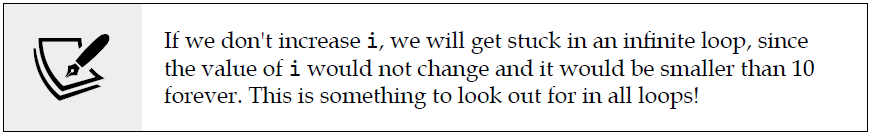 If we don't increase i, we will get stuck in an infinite loop, since
the value of i would not change and it would be smaller than 10
forever. This is something to look out for in all loops!